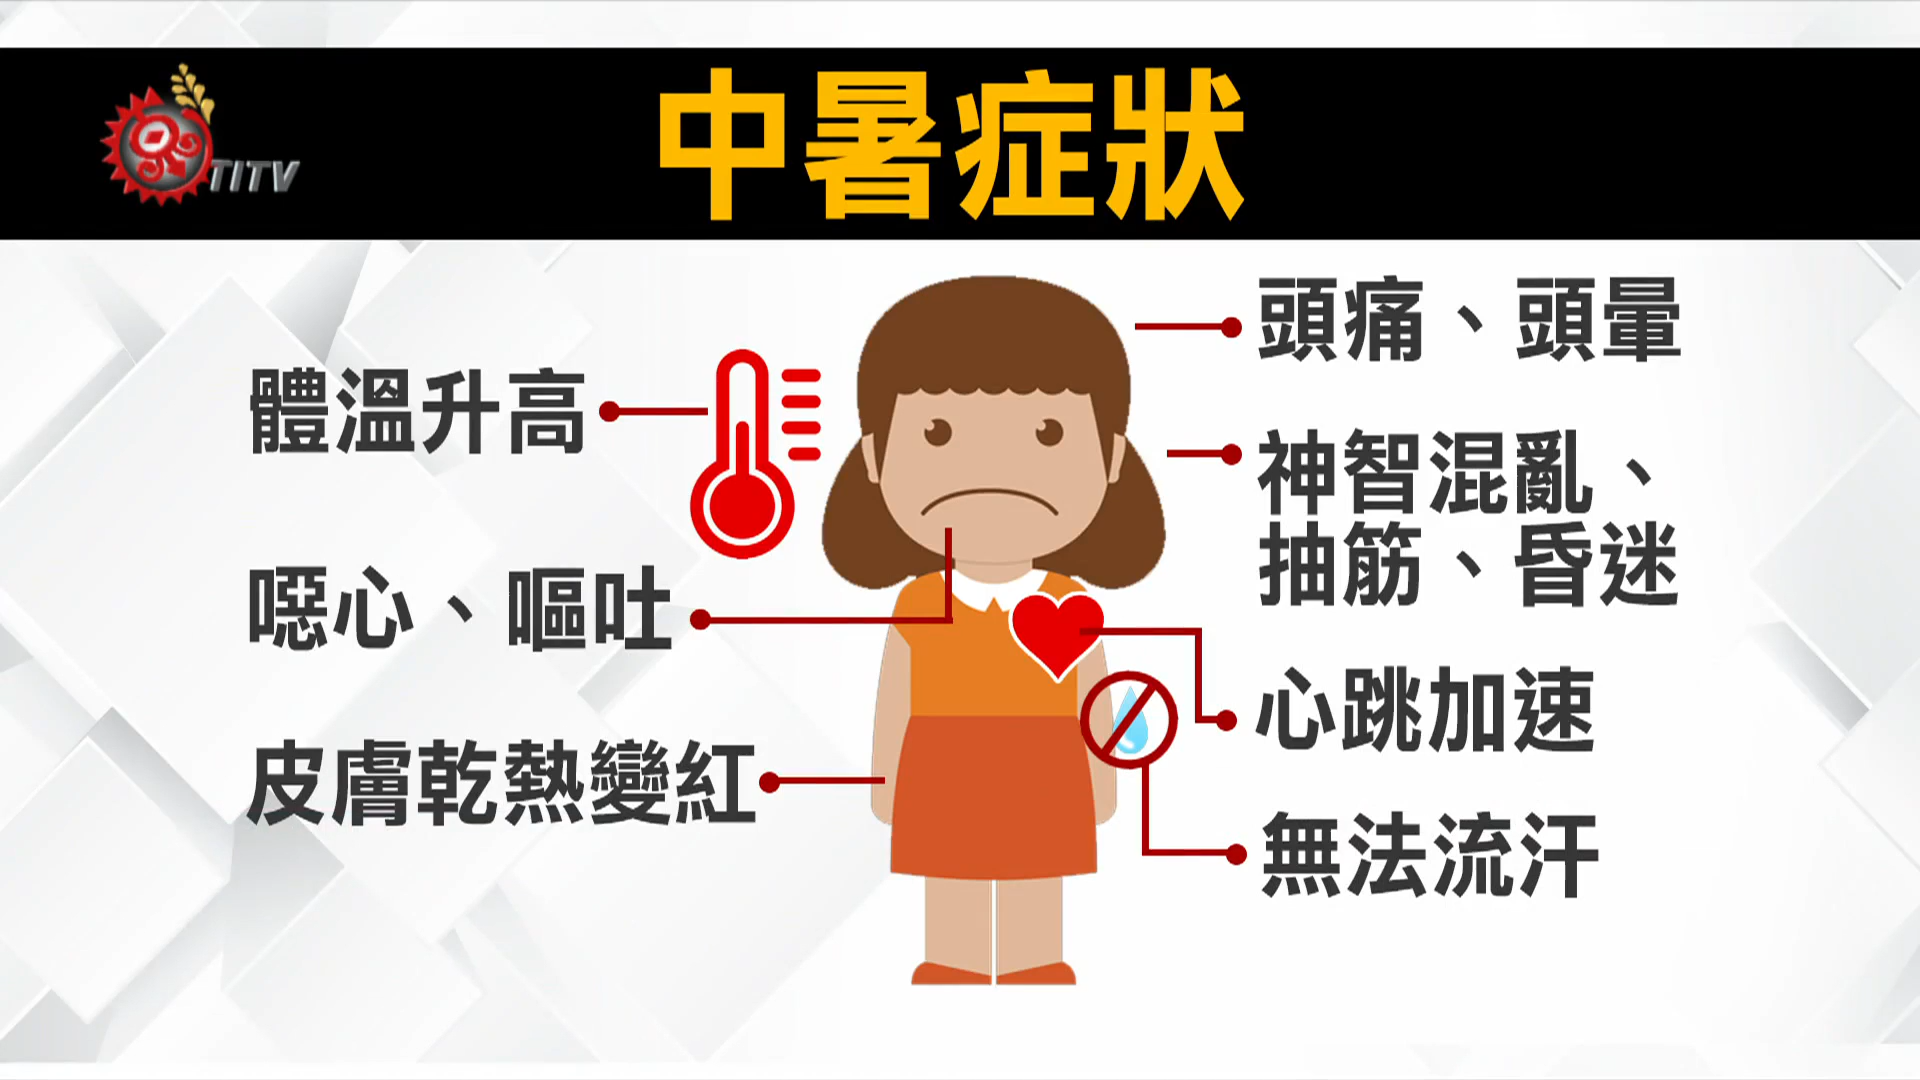 TITV
中暑症狀
體溫升高
噁心、嘔吐
皮膚乾熱變紅
頭痛、頭暈
神智混亂、
抽筋、昏迷
心跳加速
無法流汗